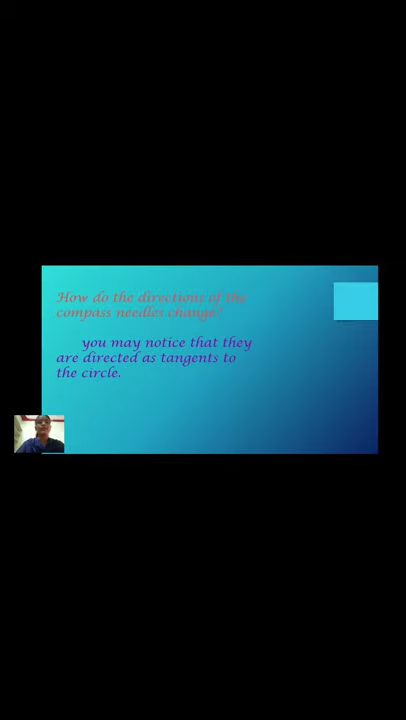 How do the directions of the
compass needles change?
you may notice that they
are directed as tangents to
the circle.